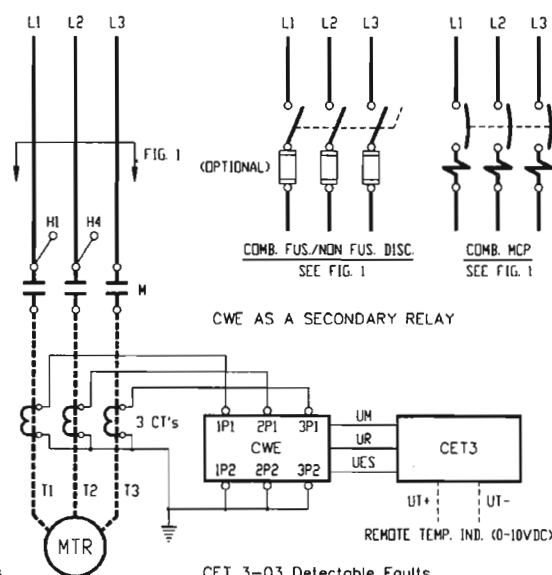 L1 L2 L3
L1 L2 L3
L1 L2 L3
FIG. 1
(OPTIONAL)
H1 H4
COMB. FUS./NON FUS. DISC.
SEE FIG. 1
COMB. MCP
SEE FIG. 1
M
CWE AS A SECONDARY RELAY
3 CT's
1P1 2P1 3P1
CWE
1P2 2P2 3P2
UM
UR
UES
CET3
T1 T2 T3
UT+ UT-
REMOTE TEMP. IND. (0-10VDC)
MTR
CET 3-03 Detectable Faults